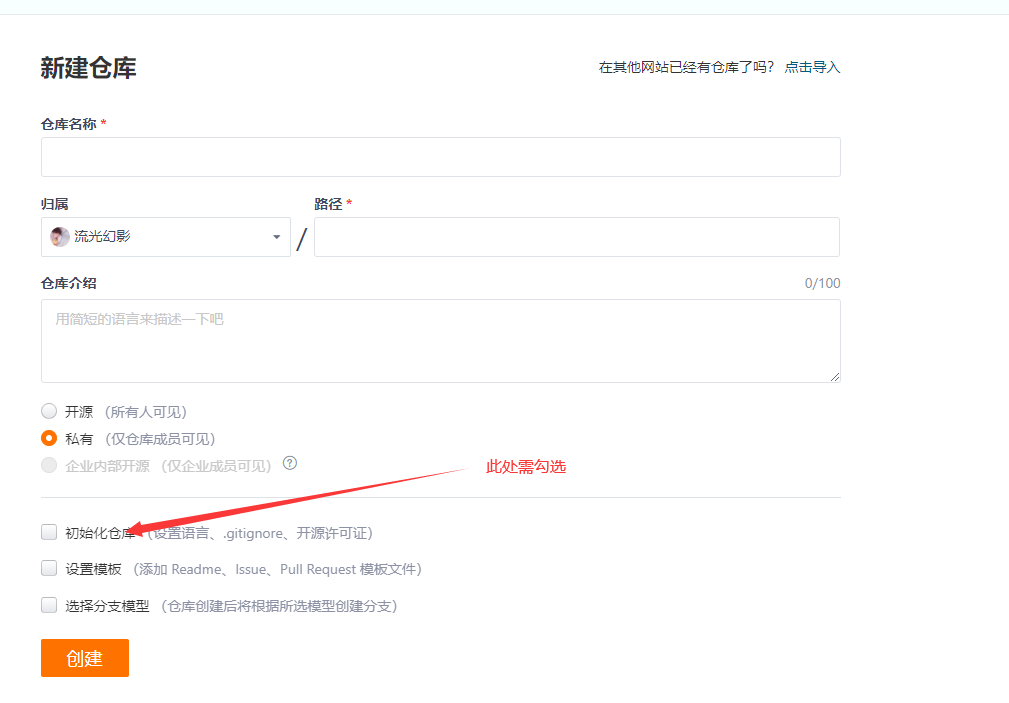 新建仓库
在其他网站已经有仓库了吗? 点击导入
仓库名称 *
归属
路径 *
流光幻影
/
仓库介绍
0/100
用简短的语言来描述一下吧
开源 (所有人可见)
私有 (仅仓库成员可见)
企业内部开源 (仅企业成员可见) ?
此处需勾选
初始化仓库 (设置语言、.gitignore、开源许可证)
设置模板 (添加 Readme、Issue、Pull Request 模板文件)
选择分支模型 (仓库创建后将根据所选模型创建分支)
创建